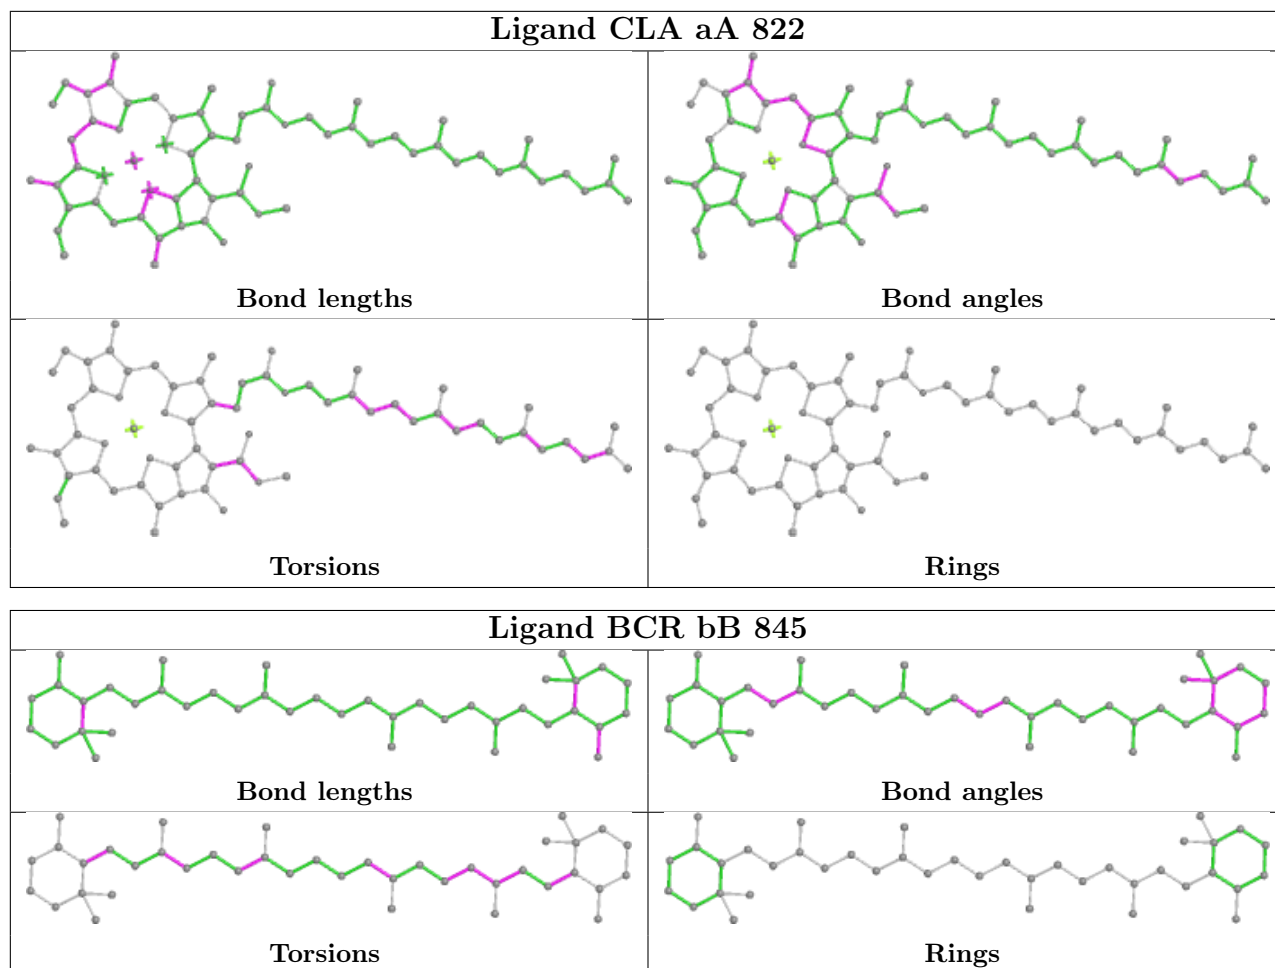 Ligand CLA aA 822
Bond lengths
Bond angles
Torsions
Rings
Ligand BCR bB 845
Bond lengths
Bond angles
Torsions
Rings